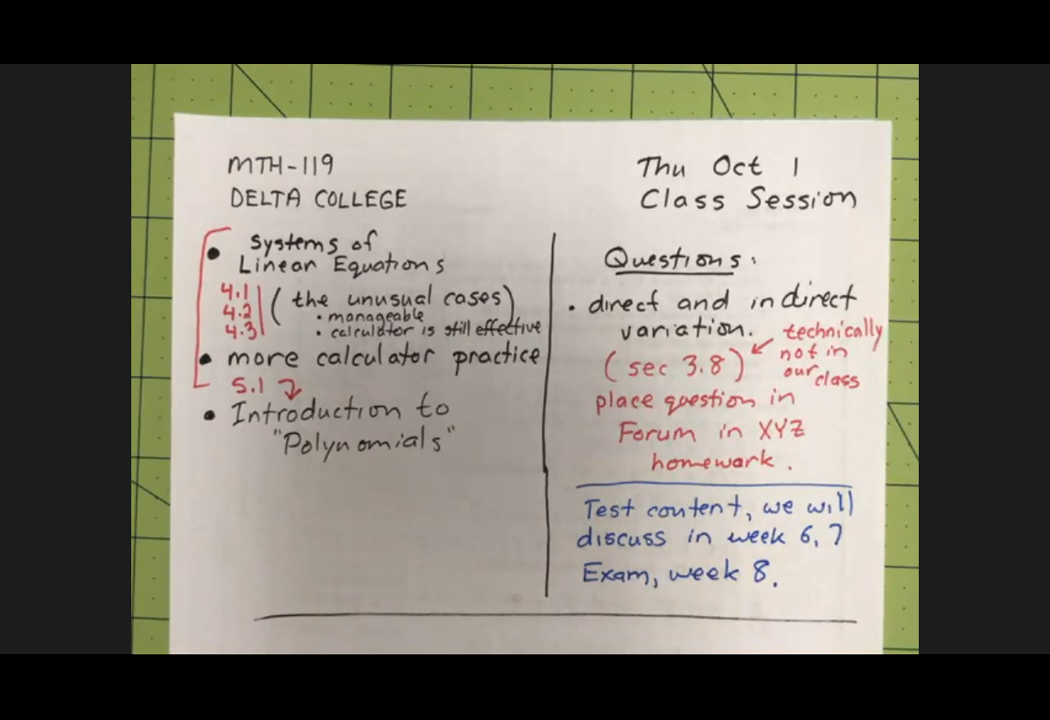 MTH-119
DELTA COLLEGE
Thu Oct 1
Class Session
• Systems of
Linear Equations
4.1
4.2
4.3
(the unusual cases)
• manageable
• calculator is still effective
• more calculator practice
5.1
• Introduction to
"Polynomials"
Questions:
• direct and indirect
variation.
(sec 3.8)
technically
not in
our class
place question in
Forum in XYZ
homework.
Test content, we will
discuss in week 6, 7
Exam, week 8.